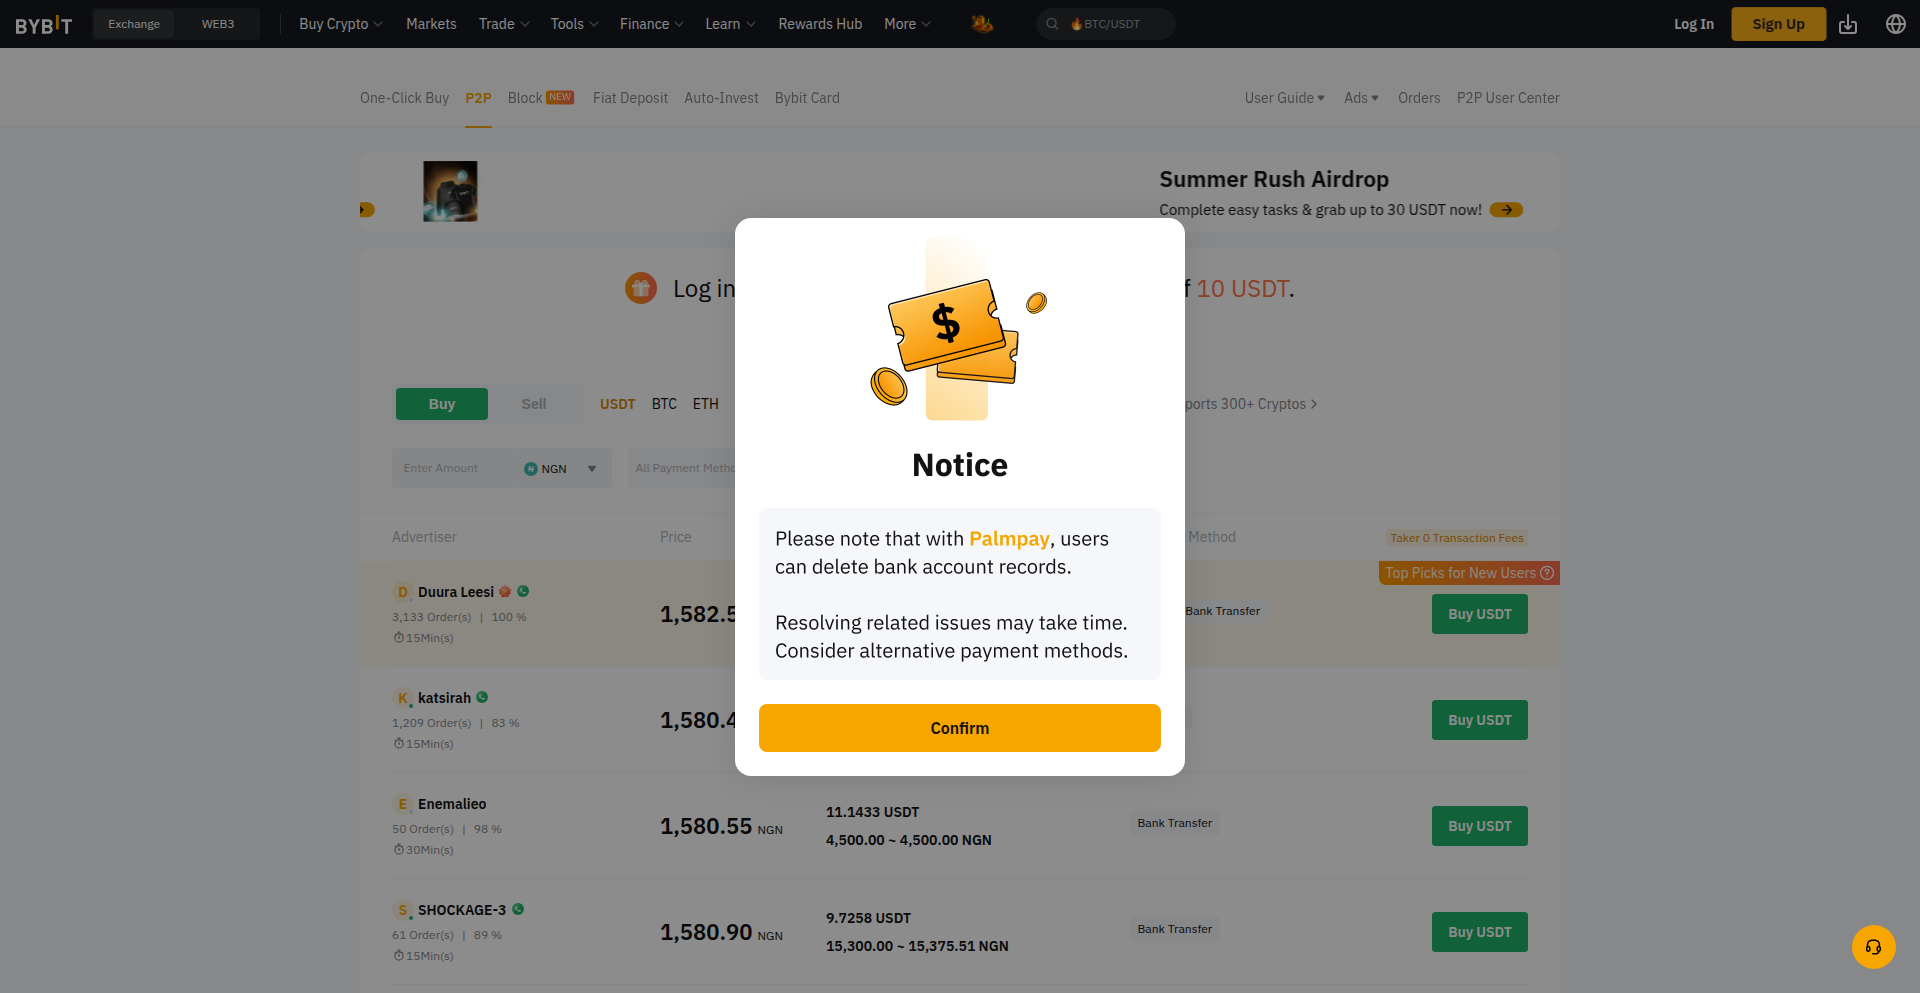 BYBIT Exchange WEB3 Buy Crypto Markets Trade Tools Finance Learn Rewards Hub More BTC/USDT Log In Sign Up
One-Click Buy P2P Block NEW Fiat Deposit Auto-Invest Bybit Card User Guide Ads Orders P2P User Center
Summer Rush Airdrop
Complete easy tasks & grab up to 30 USDT now!
Log in 10 USDT.
Buy Sell USDT BTC ETH 300+ Cryptos
Enter Amount NGN All Payment
Advertiser Price Method Taker 0 Transaction Fees
Top Picks for New Users
D Duura Leesi
3,133 Order(s) | 100 %
15Min(s)
1,582.5
Bank Transfer
Buy USDT
K katsirah
1,209 Order(s) | 83 %
15Min(s)
1,580.4
Buy USDT
E Enemalieo
50 Order(s) | 98 %
30Min(s)
1,580.55 NGN
11.1433 USDT
4,500.00 ~ 4,500.00 NGN
Bank Transfer
Buy USDT
S SHOCKAGE-3
61 Order(s) | 89 %
15Min(s)
1,580.90 NGN
9.7258 USDT
15,300.00 ~ 15,375.51 NGN
Bank Transfer
Buy USDT
$
Notice
Please note that with Palmpay, users
can delete bank account records.
Resolving related issues may take time.
Consider alternative payment methods.
Confirm